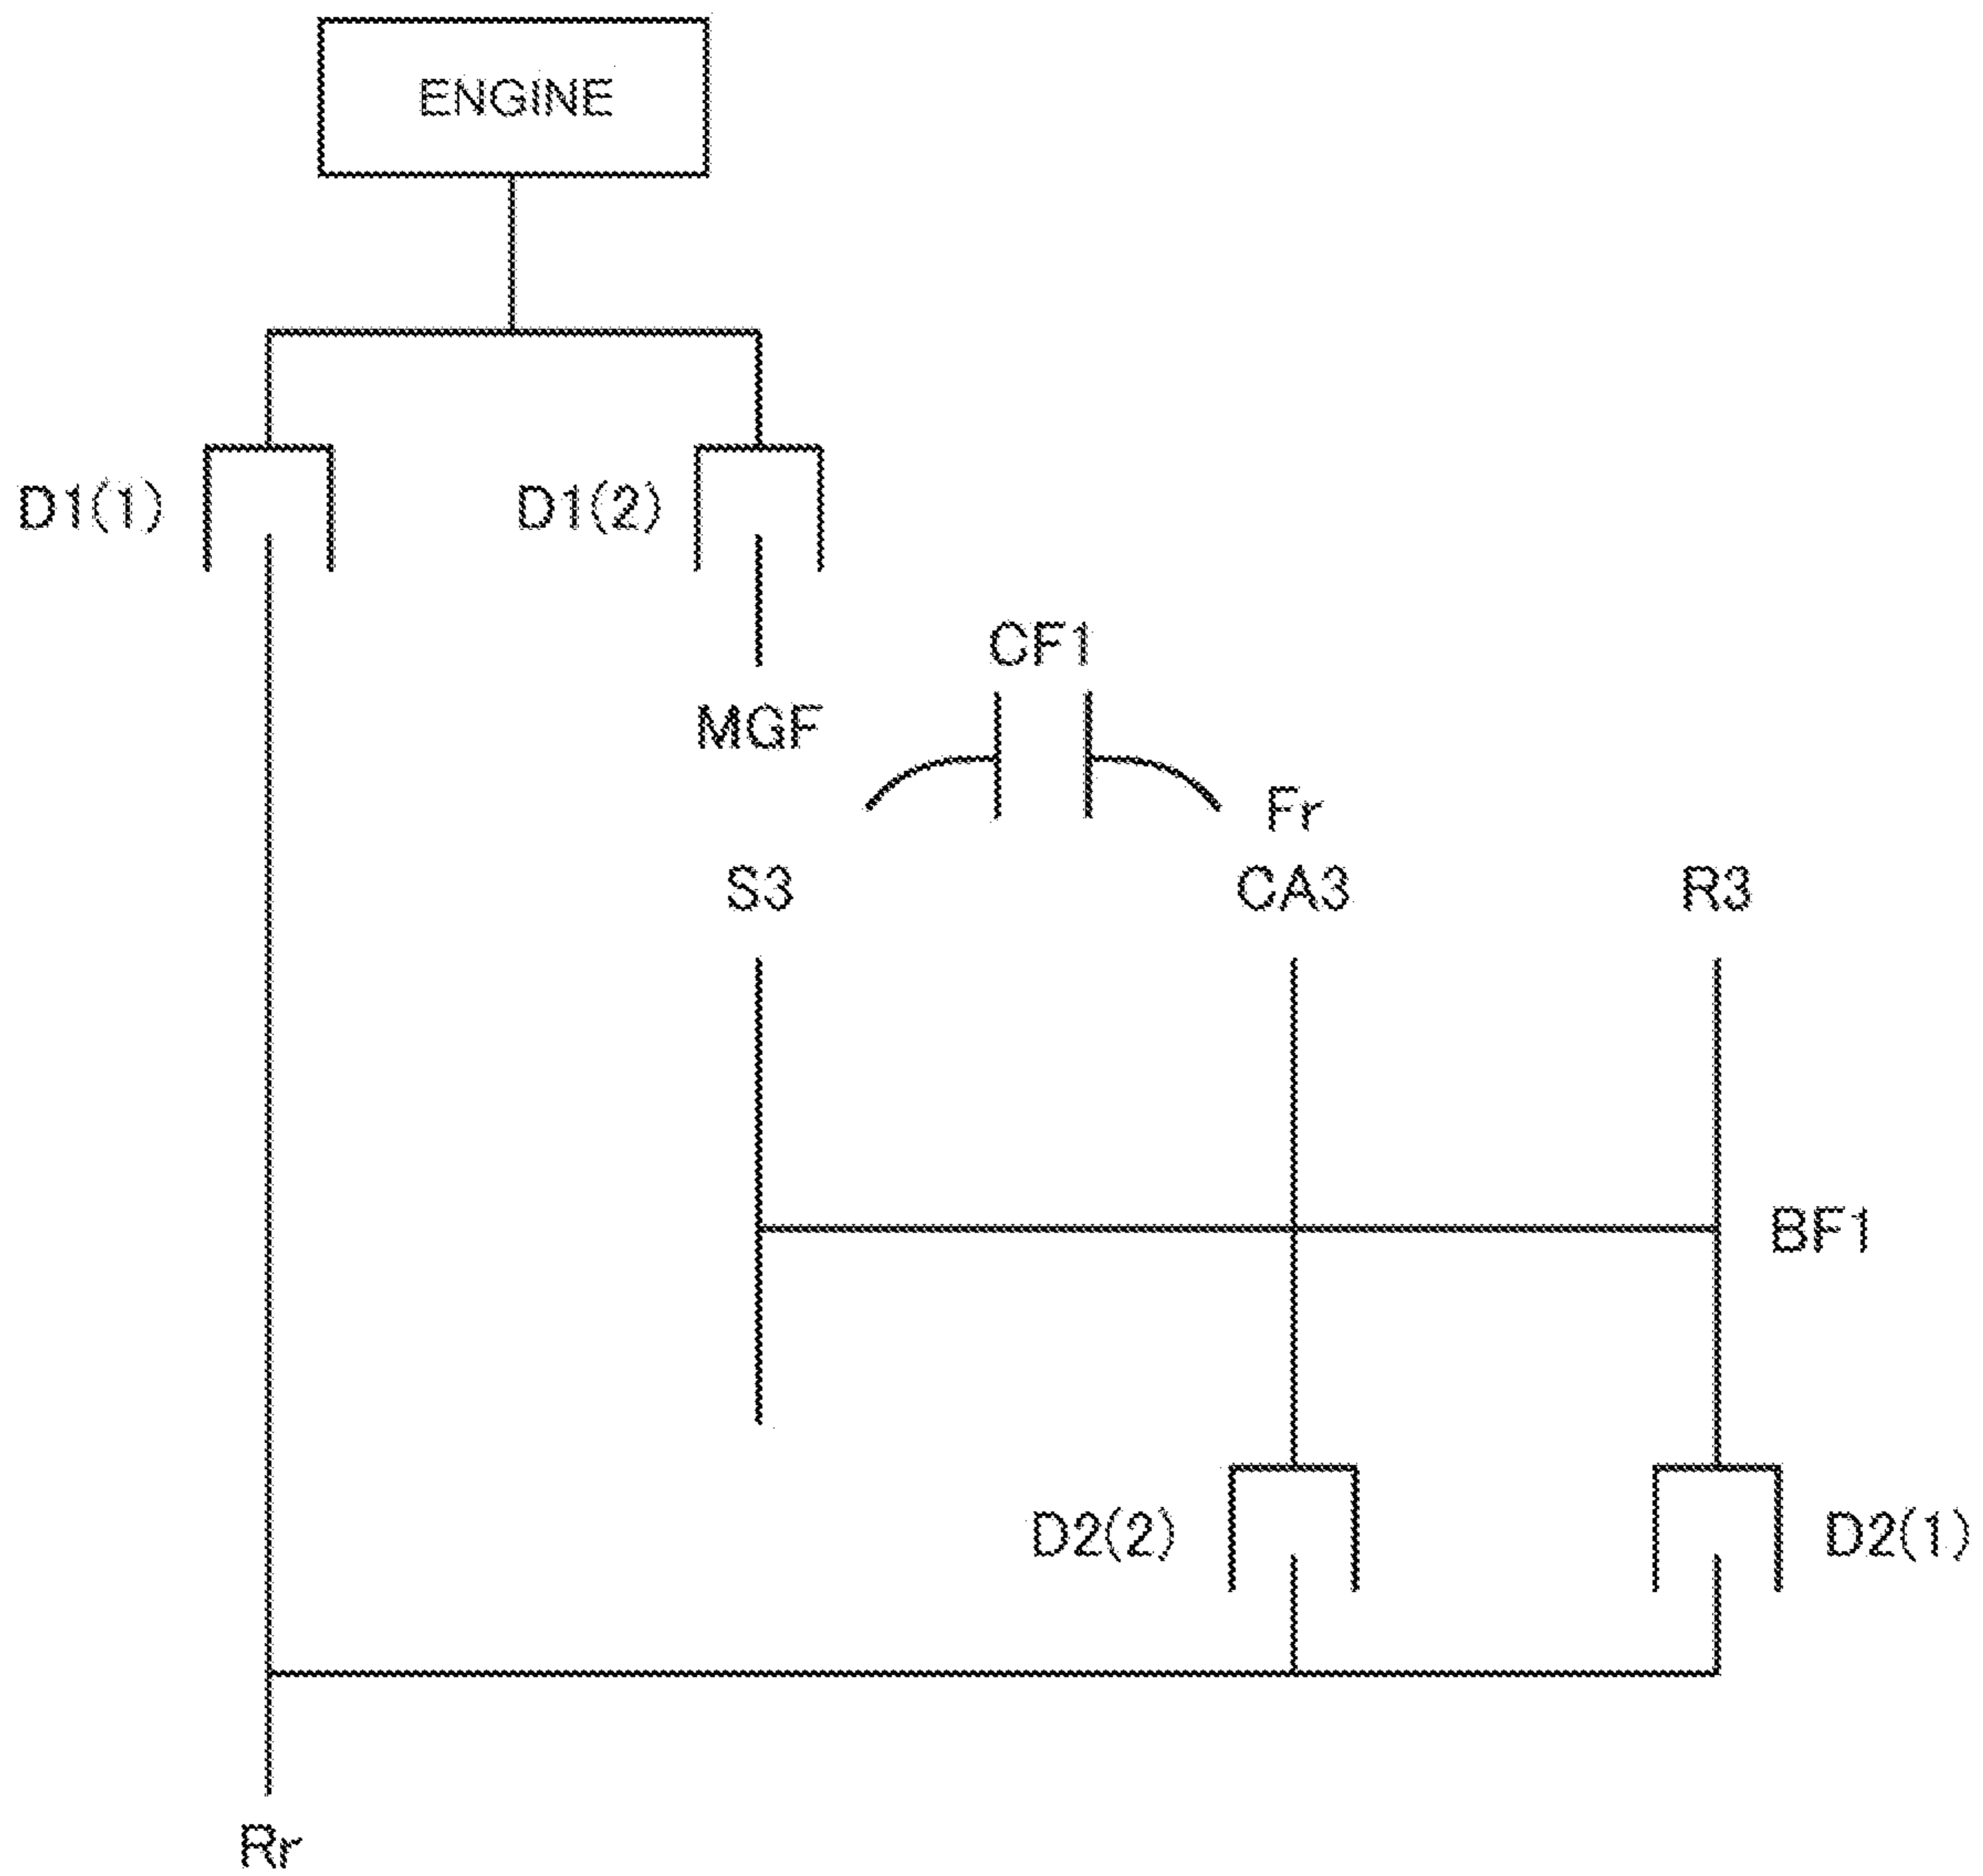 ENGINE
D1(1)
D1(2)
CF1
MGF
Fr
S3
CA3
R3
BF1
D2(2)
D2(1)
Rr